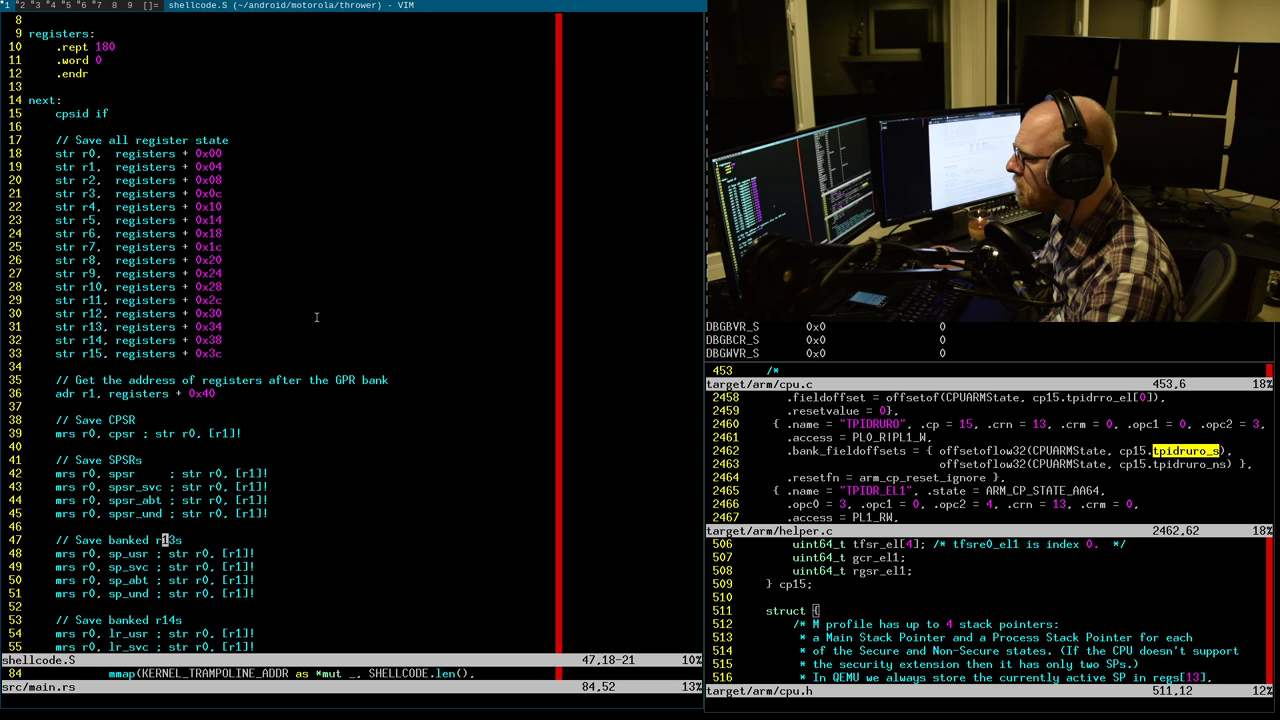 1 2 3 4 5 6 7 8 9 []= shellcode.S (~/android/motorola/thrower) - VIM
8
9 registers:
10 .rept 180
11 .word 0
12 .endr
13
14 next:
15 cpsid if
16
17 // Save all register state
18 str r0, registers + 0x00
19 str r1, registers + 0x04
20 str r2, registers + 0x08
21 str r3, registers + 0x0c
22 str r4, registers + 0x10
23 str r5, registers + 0x14
24 str r6, registers + 0x18
25 str r7, registers + 0x1c
26 str r8, registers + 0x20
27 str r9, registers + 0x24
28 str r10, registers + 0x28
29 str r11, registers + 0x2c
30 str r12, registers + 0x30
31 str r13, registers + 0x34
32 str r14, registers + 0x38
33 str r15, registers + 0x3c
34
35 // Get the address of registers after the GPR bank
36 adr r1, registers + 0x40
37
38 // Save CPSR
39 mrs r0, cpsr ; str r0, [r1]!
40
41 // Save SPSRs
42 mrs r0, spsr ; str r0, [r1]!
43 mrs r0, spsr_svc ; str r0, [r1]!
44 mrs r0, spsr_abt ; str r0, [r1]!
45 mrs r0, spsr_und ; str r0, [r1]!
46
47 // Save banked r13s
48 mrs r0, sp_usr ; str r0, [r1]!
49 mrs r0, sp_svc ; str r0, [r1]!
50 mrs r0, sp_abt ; str r0, [r1]!
51 mrs r0, sp_und ; str r0, [r1]!
52
53 // Save banked r14s
54 mrs r0, lr_usr ; str r0, [r1]!
55 mrs r0, lr_svc ; str r0, [r1]!
shellcode.S 47,18-21 10%
84 mmap(KERNEL_TRAMPOLINE_ADDR as *mut _, SHELLCODE.len(),
src/main.rs 84,52 13%
DBGBVR_S 0x0 0
DBGBCR_S 0x0 0
DBGWVR_S 0x0 0
453 /*
target/arm/cpu.c 453,6 18%
2458 .fieldoffset = offsetof(CPUARMState, cp15.tpidrro_el[0]),
2459 .resetvalue = 0},
2460 { .name = "TPIDRURO", .cp = 15, .crn = 13, .crm = 0, .opc1 = 0, .opc2 = 3,
2461 .access = PL0_R|PL1_W,
2462 .bank_fieldoffsets = { offsetoflow32(CPUARMState, cp15.tpidruro_s),
2463 offsetoflow32(CPUARMState, cp15.tpidruro_ns) },
2464 .resetfn = arm_cp_reset_ignore },
2465 { .name = "TPIDR_EL1", .state = ARM_CP_STATE_AA64,
2466 .opc0 = 3, .opc1 = 0, .opc2 = 4, .crn = 13, .crm = 0,
2467 .access = PL1_RW,
target/arm/helper.c 2462,62 18%
506 uint64_t tfsr_el[4]; /* tfsre0_el1 is index 0. */
507 uint64_t gcr_el1;
508 uint64_t rgsr_el1;
509 } cp15;
510
511 struct {
512 /* M profile has up to 4 stack pointers:
513 * a Main Stack Pointer and a Process Stack Pointer for each
514 * of the Secure and Non-Secure states. (If the CPU doesn't support
515 * the security extension then it has only two SPs.)
516 * In QEMU we always store the currently active SP in regs[13],
target/arm/cpu.h 511,12 12%